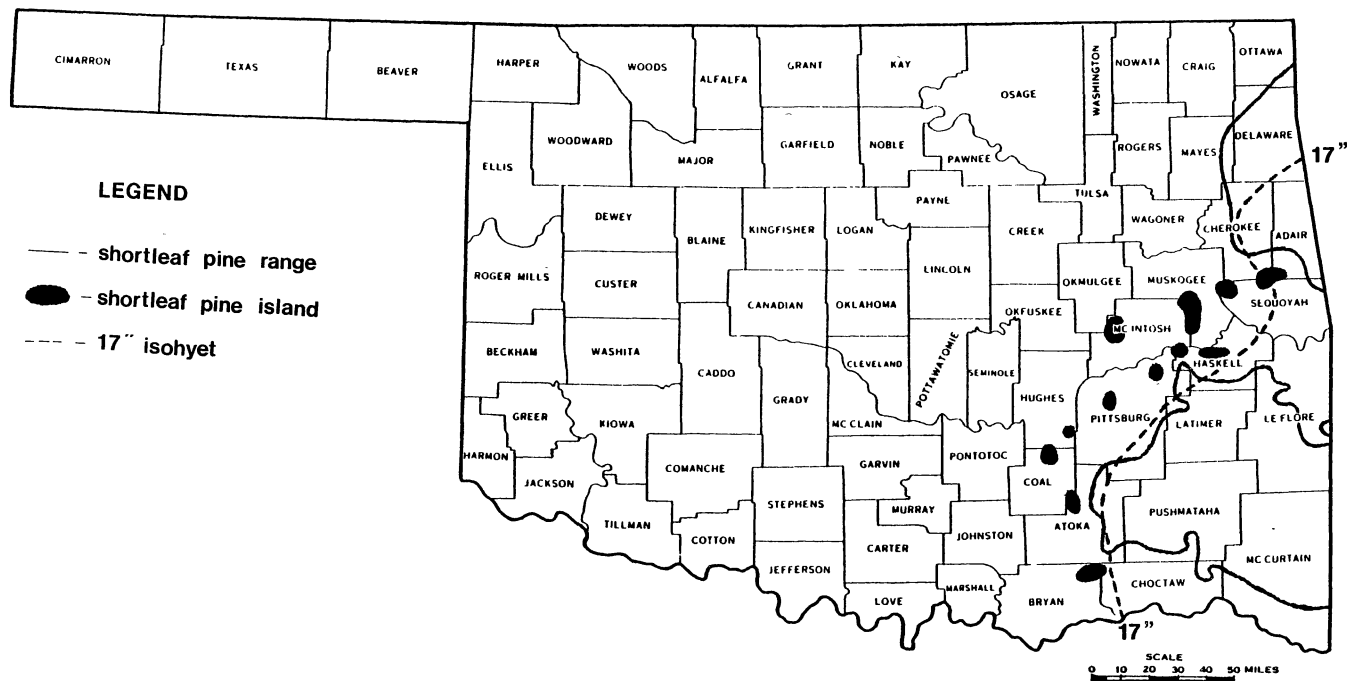 CIMARRON
TEXAS
BEAVER
HARPER
WOODS
ALFALFA
GRANT
KAY
OSAGE
WASHINGTON
NOWATA
CRAIG
OTTAWA
ELLIS
WOODWARD
MAJOR
GARFIELD
NOBLE
PAWNEE
ROGERS
MAYES
DELAWARE
17"
LEGEND
— - shortleaf pine range
- shortleaf pine island
---- - 17" isohyet
DEWEY
BLAINE
KINGFISHER
LOGAN
PAYNE
CREEK
TULSA
WAGONER
CHEROKEE
ADAIR
ROGER MILLS
CUSTER
CANADIAN
OKLAHOMA
LINCOLN
OKFUSKEE
OKMULGEE
MUSKOGEE
MCINTOSH
SEQUOYAH
BECKHAM
WASHITA
CADDO
GRADY
CLEVELAND
POTTAWATOMIE
SEMINOLE
HUGHES
PITTSBURG
HASKELL
LATIMER
LE FLORE
GREER
KIOWA
HARMON
JACKSON
COMANCHE
MC CLAIN
GARVIN
PONTOTOC
COAL
TILLMAN
COTTON
STEPHENS
MURRAY
JOHNSTON
ATOKA
PUSHMATAHA
MC CURTAIN
JEFFERSON
CARTER
LOVE
MARSHALL
BRYAN
CHOCTAW
17"
SCALE
0 10 20 30 40 50 MILES